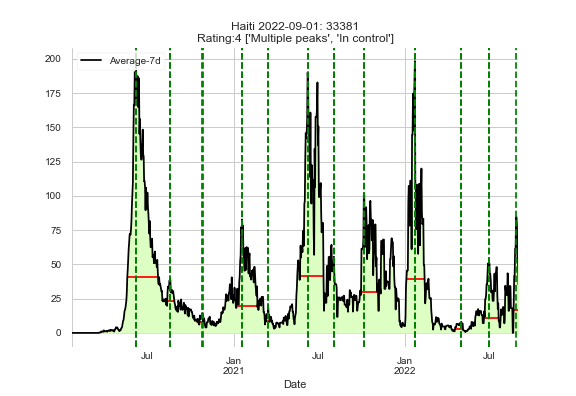 Haiti 2022-09-01: 33381
Rating:4 ['Multiple peaks', 'In control']
Average-7d
200
175
150
125
100
75
50
25
0
Jul
Jan
2021
Jul
Jan
2022
Jul
Date